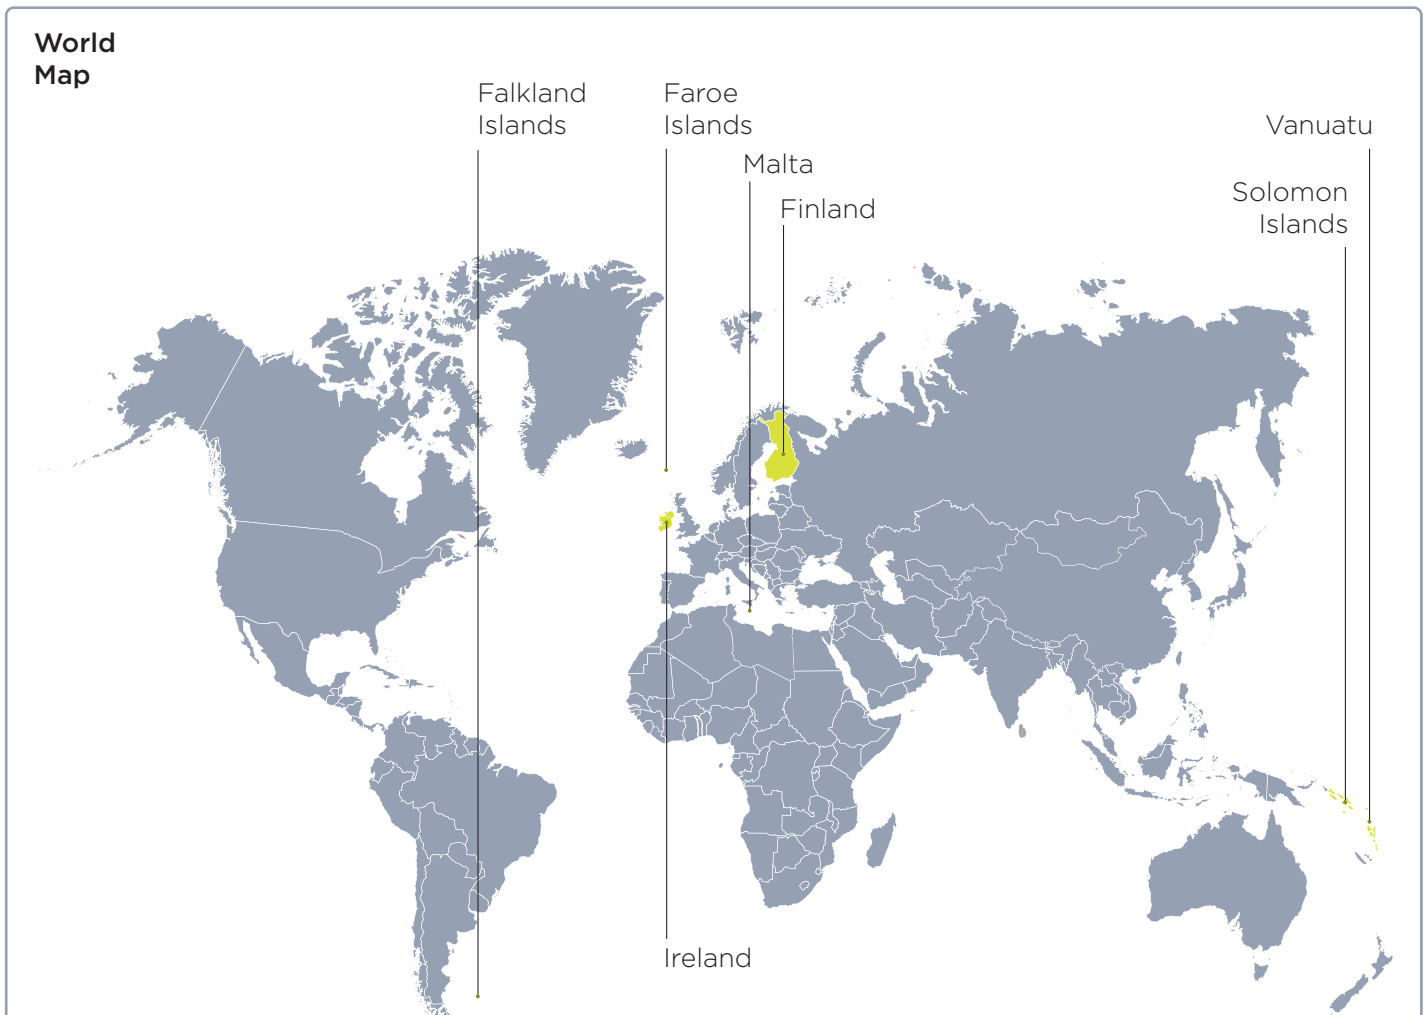 World
Map
Falkland
Islands
Faroe
Islands
Malta
Finland
Vanuatu
Solomon
Islands
Ireland